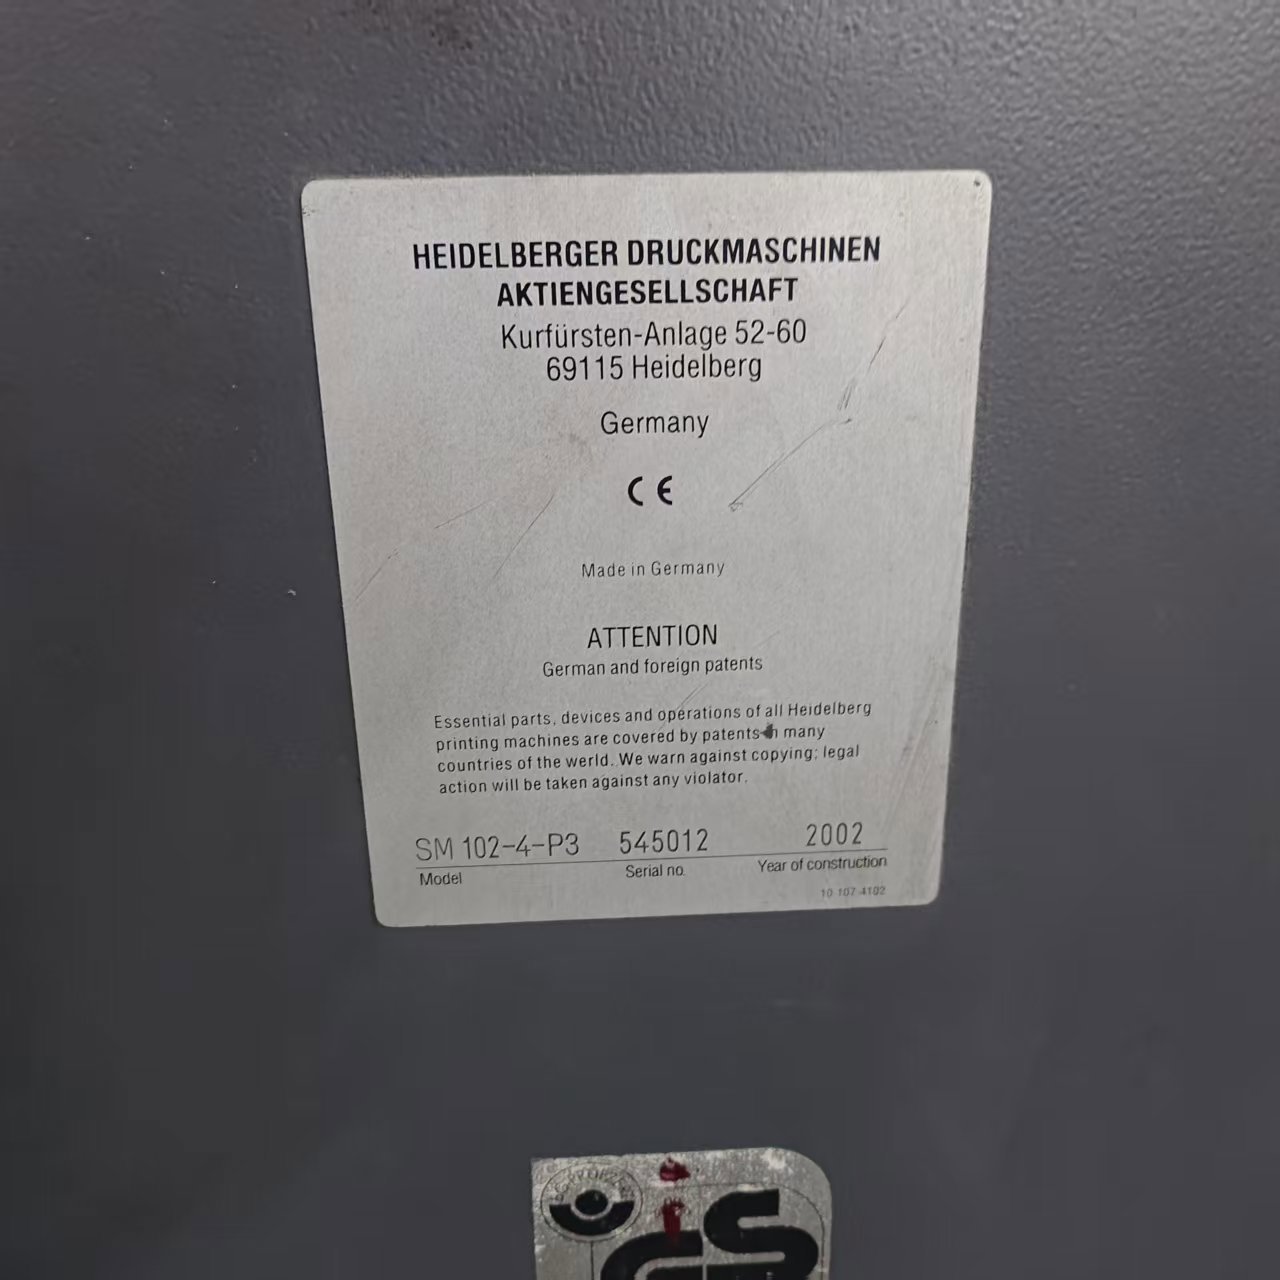 HEIDELBERGER DRUCKMASCHINEN
AKTIENGESELLSCHAFT
Kurfürsten-Anlage 52-60
69115 Heidelberg
Germany
CE
Made in Germany
ATTENTION
German and foreign patents
Essential parts, devices and operations of all Heidelberg
printing machines are covered by patents in many
countries of the werld. We warn against copying; legal
action will be taken against any violator.
SM 102-4-P3 545012 2002
Model Serial no. Year of construction
10 107 4102
GS